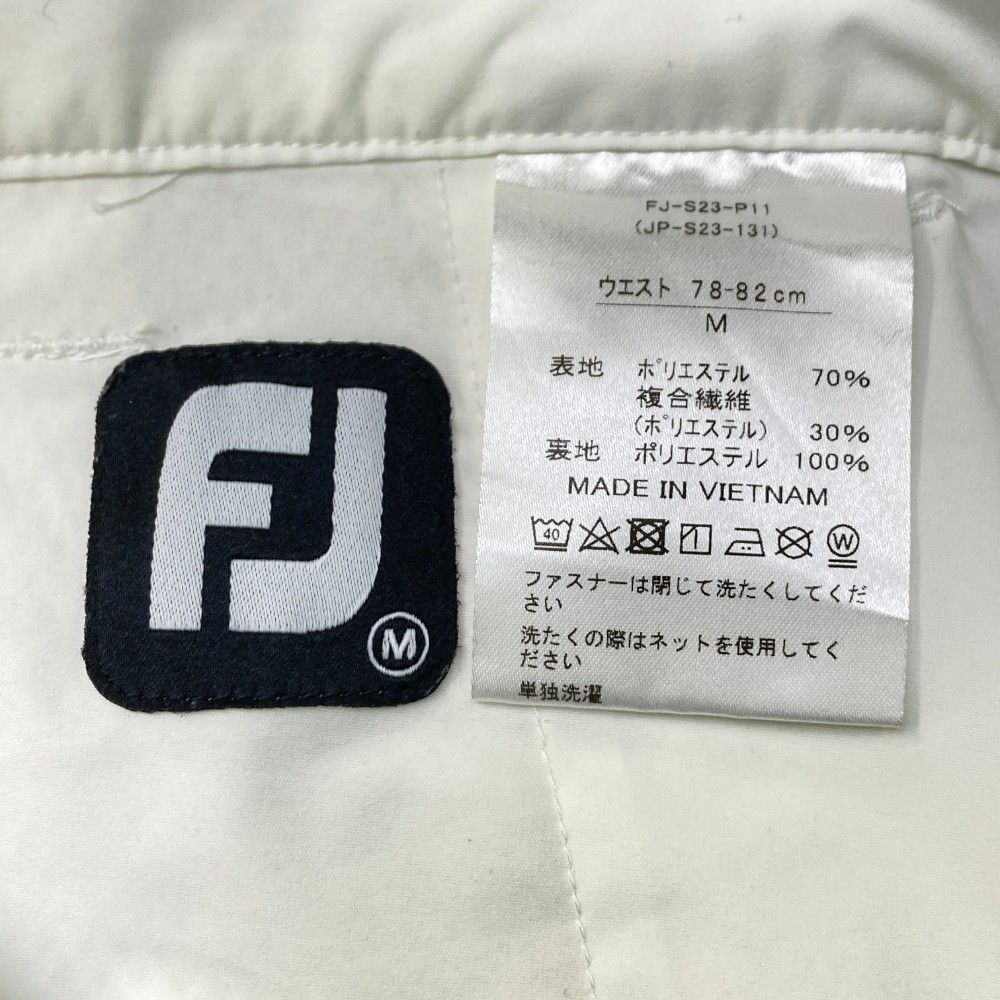 FJ
M
FJ-S23-P11
(JP-S23-131)
ウエスト 78-82cm
M
表地 ポリエステル 70%
複合繊維
(ポリエステル) 30%
裏地 ポリエステル 100%
MADE IN VIETNAM
40 W
ファスナーは閉じて洗たくしてくだ
さい
洗たくの際はネットを使用してく
ださい
単独洗濯